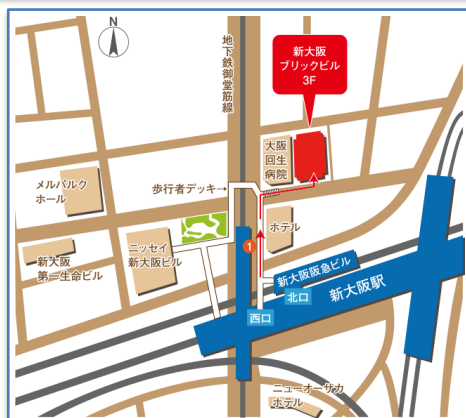 N
地下鉄御堂筋線
新大阪
ブリックビル
3F
大阪
回生
病院
メルパルク
ホール
歩行者デッキ→
ホテル
ニッセイ
新大阪ビル
新大阪
第一生命ビル
1
新大阪阪急ビル
新大阪駅
北口
西口
ニューオーサカ
ホテル